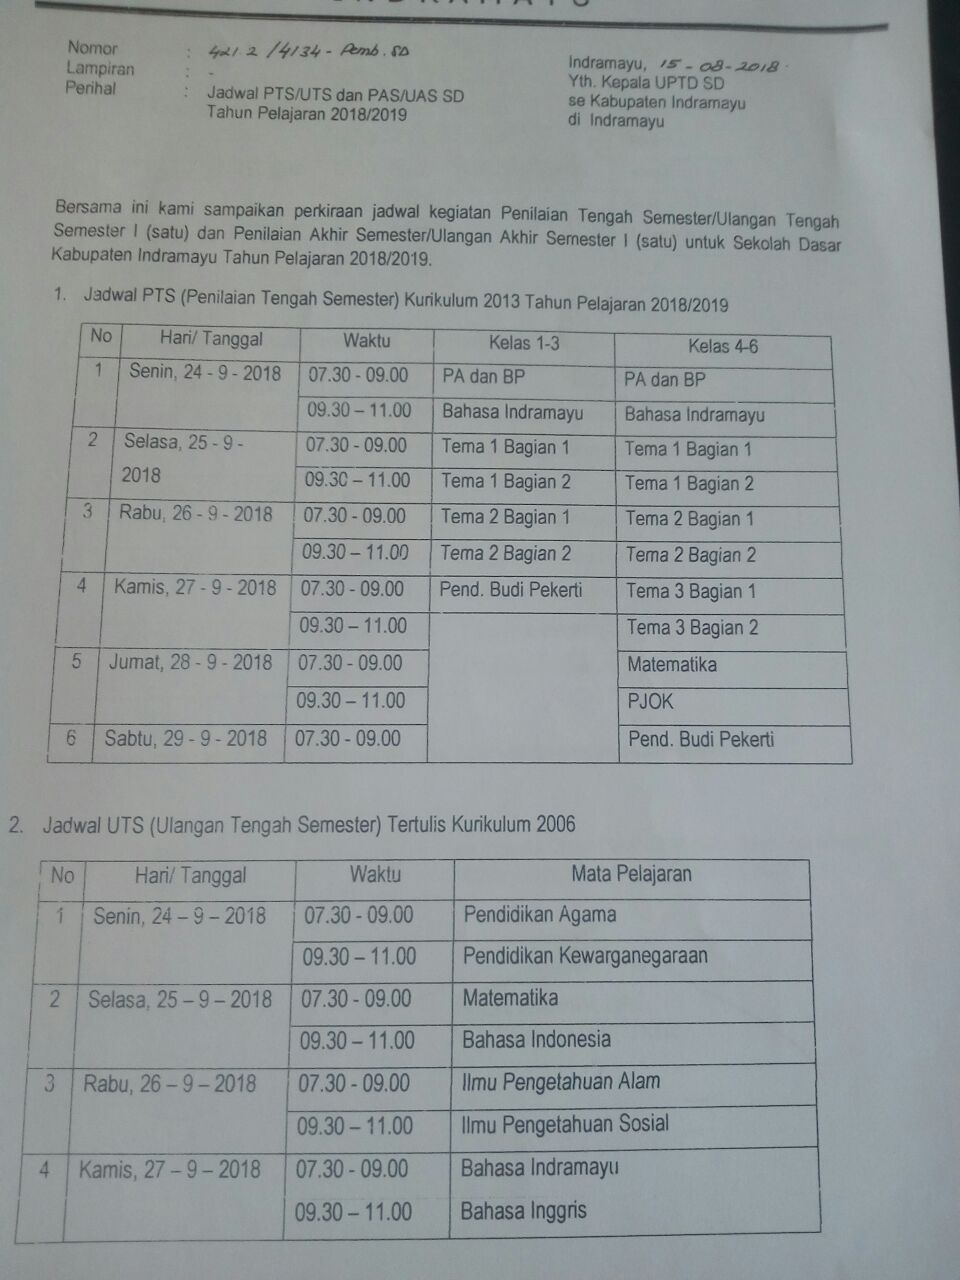 Nomor : 421.2 /4134 - Pemb. SD
Lampiran : -
Perihal : Jadwal PTS/UTS dan PAS/UAS SD
Tahun Pelajaran 2018/2019
Indramayu, 15 - 08 - 2018.
Yth. Kepala UPTD SD
se Kabupaten Indramayu
di Indramayu
Bersama ini kami sampaikan perkiraan jadwal kegiatan Penilaian Tengah Semester/Ulangan Tengah
Semester I (satu) dan Penilaian Akhir Semester/Ulangan Akhir Semester I (satu) untuk Sekolah Dasar
Kabupaten Indramayu Tahun Pelajaran 2018/2019.
1. Jadwal PTS (Penilaian Tengah Semester) Kurikulum 2013 Tahun Pelajaran 2018/2019
No Hari/ Tanggal Waktu Kelas 1-3 Kelas 4-6
1 Senin, 24 - 9 - 2018 07.30 - 09.00 PA dan BP PA dan BP
09.30 – 11.00 Bahasa Indramayu Bahasa Indramayu
2 Selasa, 25 - 9 - 07.30 - 09.00 Tema 1 Bagian 1 Tema 1 Bagian 1
2018 09.30 – 11.00 Tema 1 Bagian 2 Tema 1 Bagian 2
3 Rabu, 26 - 9 - 2018 07.30 - 09.00 Tema 2 Bagian 1 Tema 2 Bagian 1
09.30 – 11.00 Tema 2 Bagian 2 Tema 2 Bagian 2
4 Kamis, 27 - 9 - 2018 07.30 - 09.00 Pend. Budi Pekerti Tema 3 Bagian 1
09.30 – 11.00 Tema 3 Bagian 2
5 Jumat, 28 - 9 - 2018 07.30 - 09.00 Matematika
09.30 – 11.00 PJOK
6 Sabtu, 29 - 9 - 2018 07.30 - 09.00 Pend. Budi Pekerti
2. Jadwal UTS (Ulangan Tengah Semester) Tertulis Kurikulum 2006
No Hari/ Tanggal Waktu Mata Pelajaran
1 Senin, 24 – 9 – 2018 07.30 - 09.00 Pendidikan Agama
09.30 – 11.00 Pendidikan Kewarganegaraan
2 Selasa, 25 – 9 – 2018 07.30 - 09.00 Matematika
09.30 – 11.00 Bahasa Indonesia
3 Rabu, 26 – 9 – 2018 07.30 - 09.00 Ilmu Pengetahuan Alam
09.30 – 11.00 Ilmu Pengetahuan Sosial
4 Kamis, 27 – 9 – 2018 07.30 - 09.00 Bahasa Indramayu
09.30 – 11.00 Bahasa Inggris